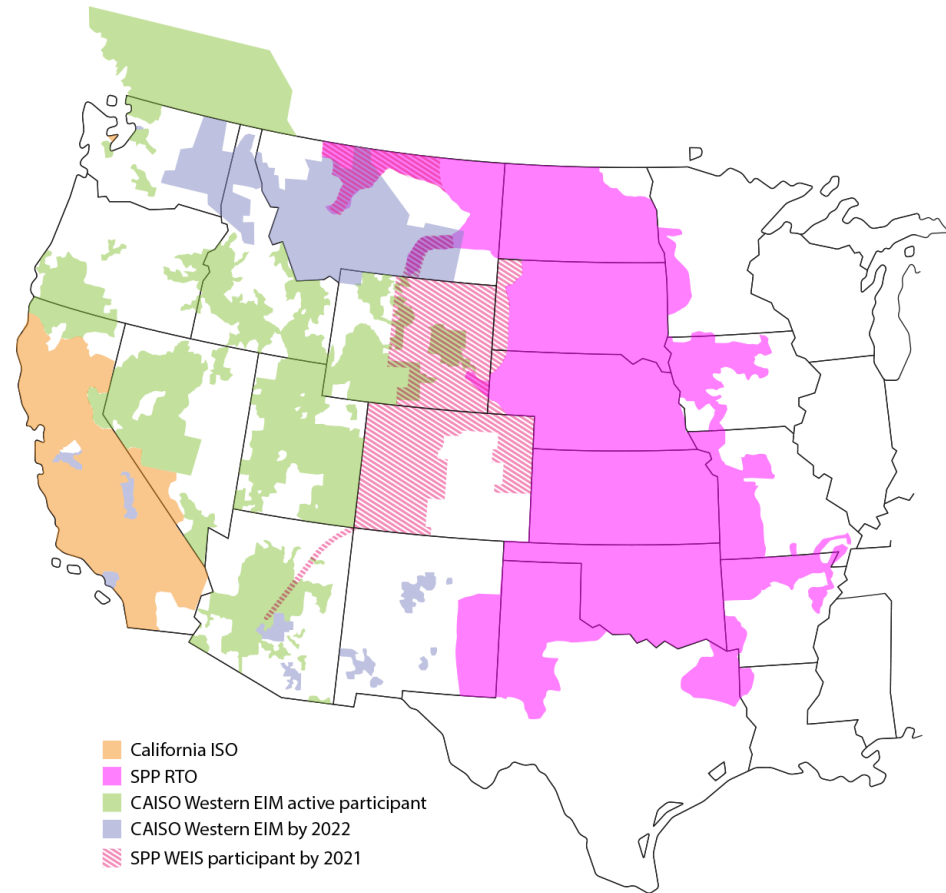 California ISO
SPP RTO
CAISO Western EIM active participant
CAISO Western EIM by 2022
SPP WEIS participant by 2021